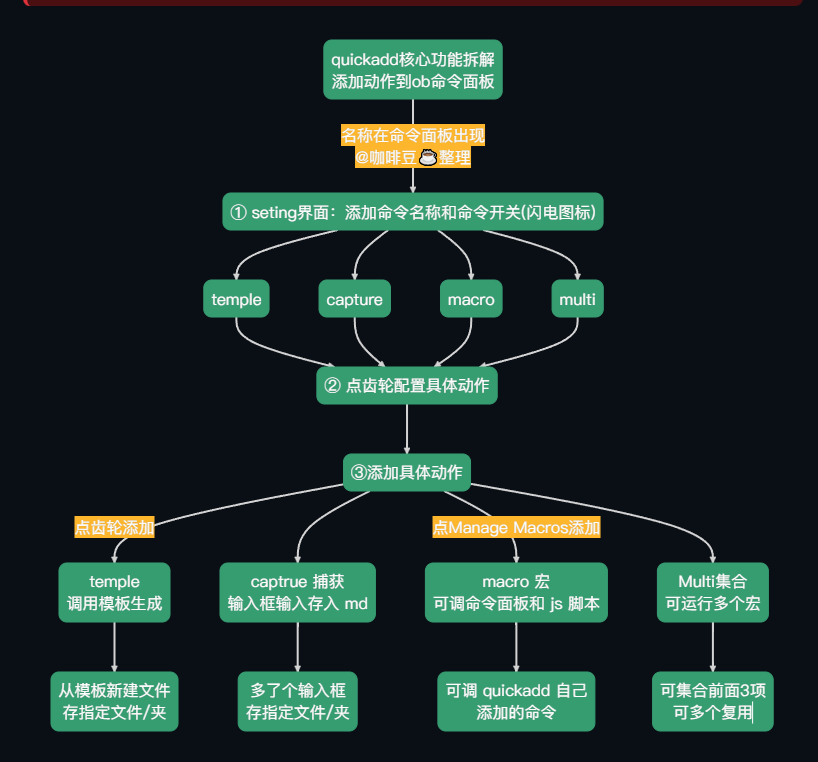 quickadd核心功能拆解
添加动作到ob命令面板
名称在命令面板出现
@咖啡豆☕整理
① seting界面：添加命令名称和命令开关(闪电图标)
temple
capture
macro
multi
② 点齿轮配置具体动作
③添加具体动作
点齿轮添加
点Manage Macros添加
temple
调用模板生成
captrue 捕获
输入框输入存入 md
macro 宏
可调命令面板和 js 脚本
Multi集合
可运行多个宏
从模板新建文件
存指定文件/夹
多了个输入框
存指定文件/夹
可调 quickadd 自己
添加的命令
可集合前面3项
可多个复用